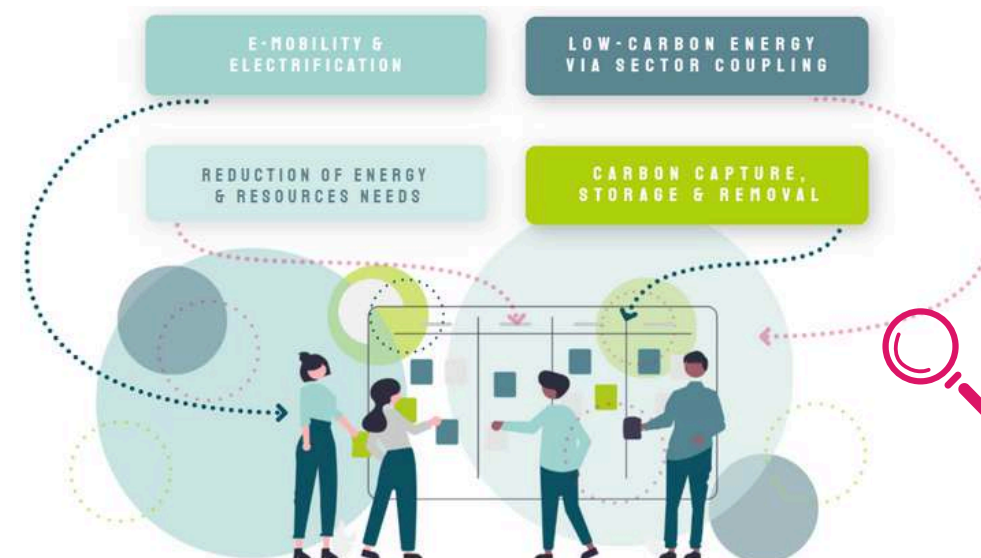 E-MOBILITY &
ELECTRIFICATION
LOW-CARBON ENERGY
VIA SECTOR COUPLING
REDUCTION OF ENERGY
& RESOURCES NEEDS
CARBON CAPTURE,
STORAGE & REMOVAL